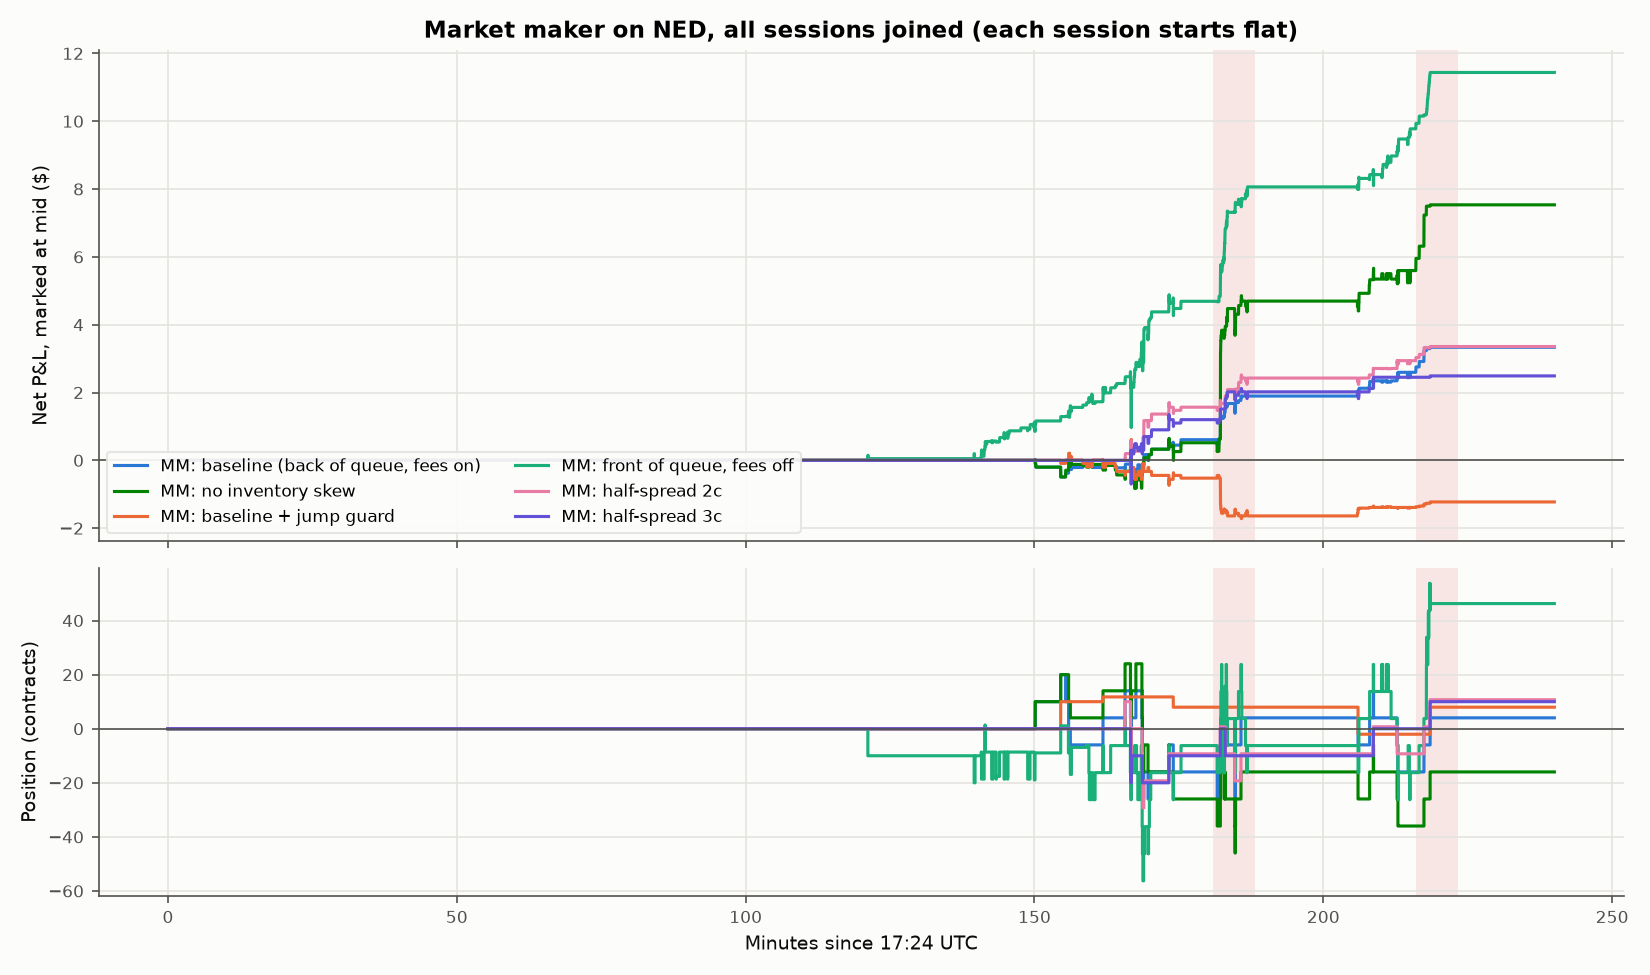 Market maker on NED, all sessions joined (each session starts flat)
Net P&L, marked at mid ($)
12
10
8
6
4
2
0
−2
MM: baseline (back of queue, fees on)
MM: no inventory skew
MM: baseline + jump guard
MM: front of queue, fees off
MM: half-spread 2c
MM: half-spread 3c
Position (contracts)
40
20
0
−20
−40
−60
0
50
100
150
200
250
Minutes since 17:24 UTC